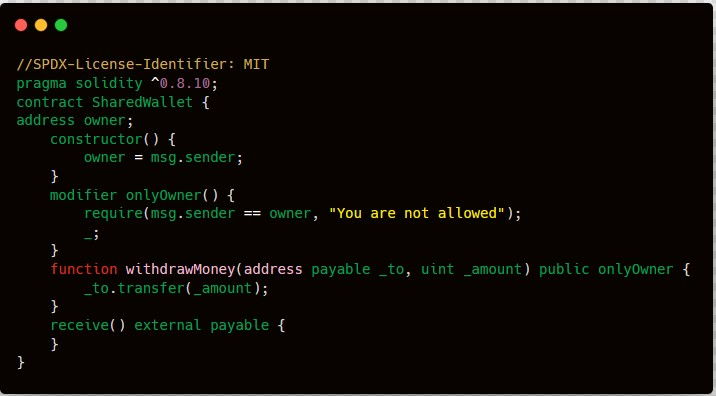 //SPDX-License-Identifier: MIT
pragma solidity ^0.8.10;
contract SharedWallet {
address owner;
    constructor() {
        owner = msg.sender;
    }
    modifier onlyOwner() {
        require(msg.sender == owner, "You are not allowed");
        _;
    }
    function withdrawMoney(address payable _to, uint _amount) public onlyOwner {
        _to.transfer(_amount);
    }
    receive() external payable {
    }
}